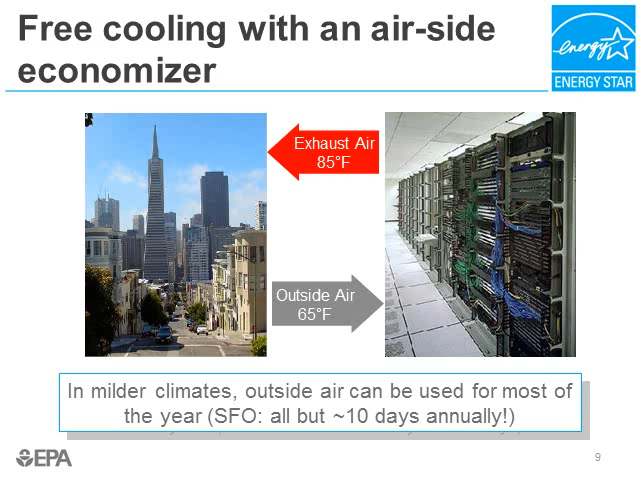 Free cooling with an air-side
economizer
energy
ENERGY STAR
Exhaust Air
85°F
Outside Air
65°F
In milder climates, outside air can be used for most of
the year (SFO: all but ~10 days annually!)
EPA
9